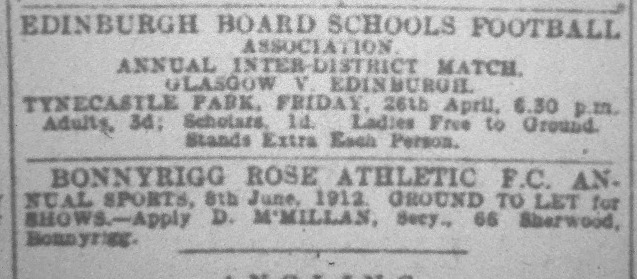 EDINBURGH BOARD SCHOOLS FOOTBALL
ASSOCIATION.
ANNUAL INTER-DISTRICT MATCH.
GLASGOW V. EDINBURGH.
TYNECASTLE PARK, FRIDAY, 26th April, 6.30 p.m.
Adults, 3d; Scholars, 1d. Ladies Free to Ground.
Stands Extra Each Person.
BONNYRIGG ROSE ATHLETIC F.C. AN-
NUAL SPORTS, 8th June, 1912. GROUND TO LET for
SHOWS.—Apply D. M'MILLAN, Secy., 66 Sherwood,
Bonnyrigg.
ANGLING